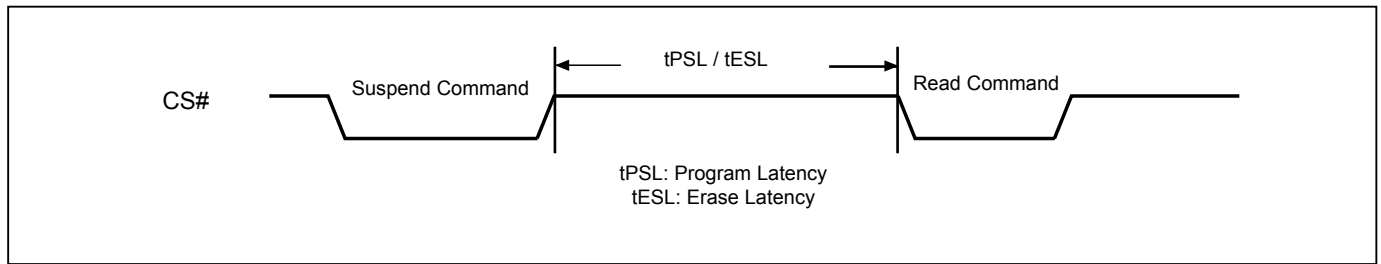 tPSL / tESL
Suspend Command
Read Command
CS#
tPSL: Program Latency
tESL: Erase Latency